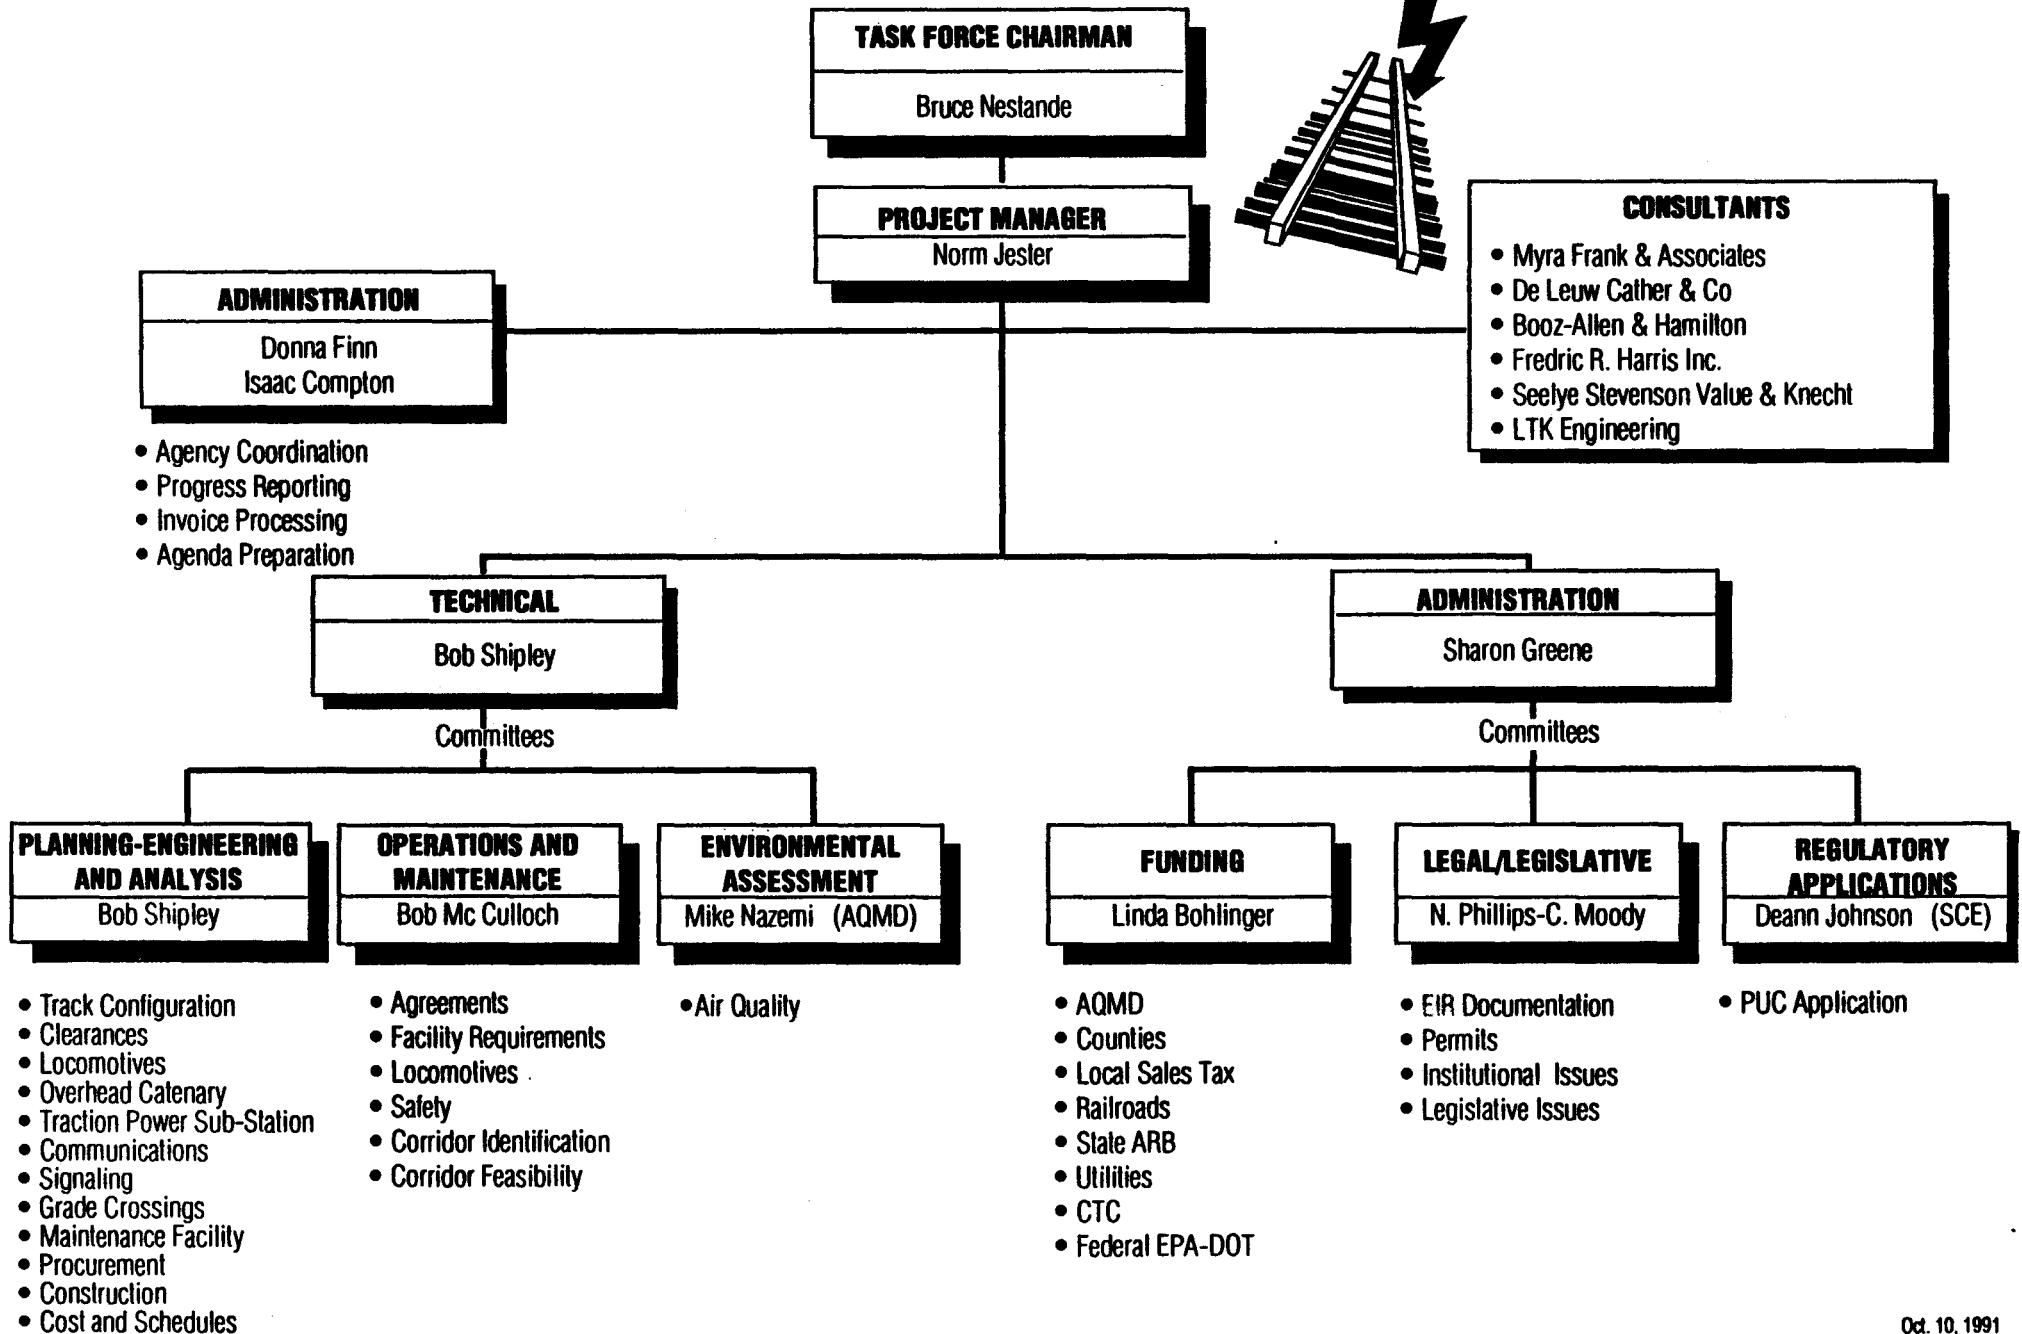 TASK FORCE CHAIRMAN
Bruce Nestande
PROJECT MANAGER
Norm Jester
CONSULTANTS
• Myra Frank & Associates
• De Leuw Cather & Co
• Booz-Allen & Hamilton
• Fredric R. Harris Inc.
• Seelye Stevenson Value & Knecht
• LTK Engineering
ADMINISTRATION
Donna Finn
Isaac Compton
• Agency Coordination
• Progress Reporting
• Invoice Processing
• Agenda Preparation
TECHNICAL
Bob Shipley
Committees
ADMINISTRATION
Sharon Greene
Committees
PLANNING-ENGINEERING
AND ANALYSIS
Bob Shipley
• Track Configuration
• Clearances
• Locomotives
• Overhead Catenary
• Traction Power Sub-Station
• Communications
• Signaling
• Grade Crossings
• Maintenance Facility
• Procurement
• Construction
• Cost and Schedules
OPERATIONS AND
MAINTENANCE
Bob Mc Culloch
• Agreements
• Facility Requirements
• Locomotives
• Safety
• Corridor Identification
• Corridor Feasibility
ENVIRONMENTAL
ASSESSMENT
Mike Nazemi (AQMD)
• Air Quality
FUNDING
Linda Bohlinger
• AQMD
• Counties
• Local Sales Tax
• Railroads
• State ARB
• Utilities
• CTC
• Federal EPA-DOT
LEGAL/LEGISLATIVE
N. Phillips-C. Moody
• EIR Documentation
• Permits
• Institutional Issues
• Legislative Issues
REGULATORY
APPLICATIONS
Deann Johnson (SCE)
• PUC Application
Oct. 10, 1991